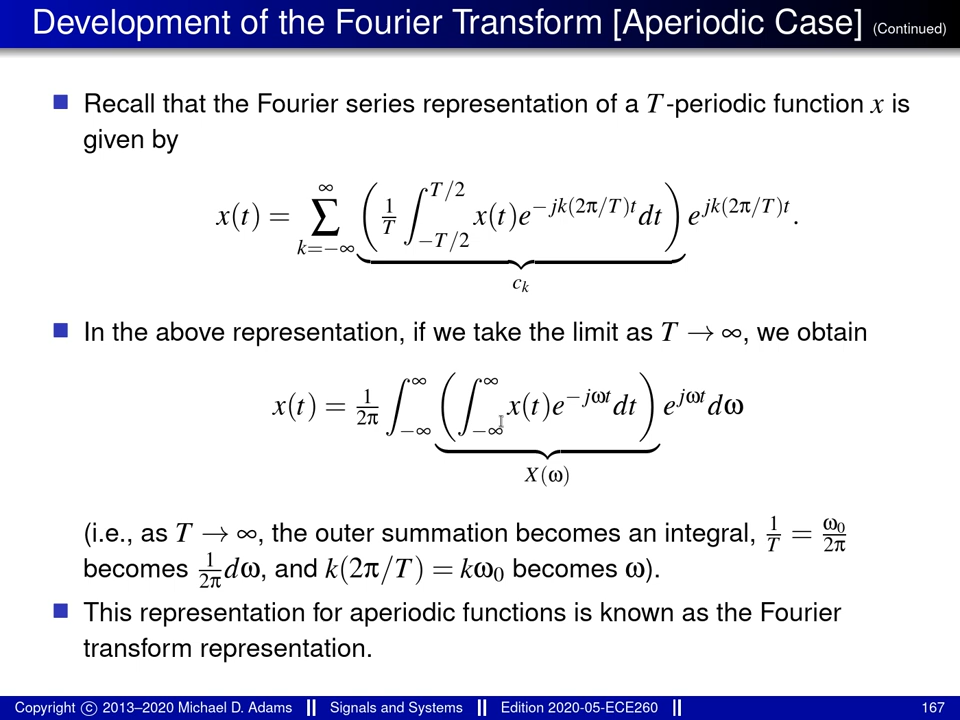 Development of the Fourier Transform [Aperiodic Case] (Continued)
Recall that the Fourier series representation of a T-periodic function x is
given by
x(t) = ∑_{k=−∞}^{∞} ( 1/T ∫_{−T/2}^{T/2} x(t)e^{−jk(2π/T)t} dt ) e^{jk(2π/T)t}.
c_k
In the above representation, if we take the limit as T → ∞, we obtain
x(t) = 1/2π ∫_{−∞}^{∞} ( ∫_{−∞}^{∞} x(t)e^{−jωt} dt ) e^{jωt} dω
X(ω)
(i.e., as T → ∞, the outer summation becomes an integral, 1/T = ω₀/2π
becomes 1/2π dω, and k(2π/T) = kω₀ becomes ω).
This representation for aperiodic functions is known as the Fourier
transform representation.
Copyright © 2013–2020 Michael D. Adams Signals and Systems Edition 2020-05-ECE260 167